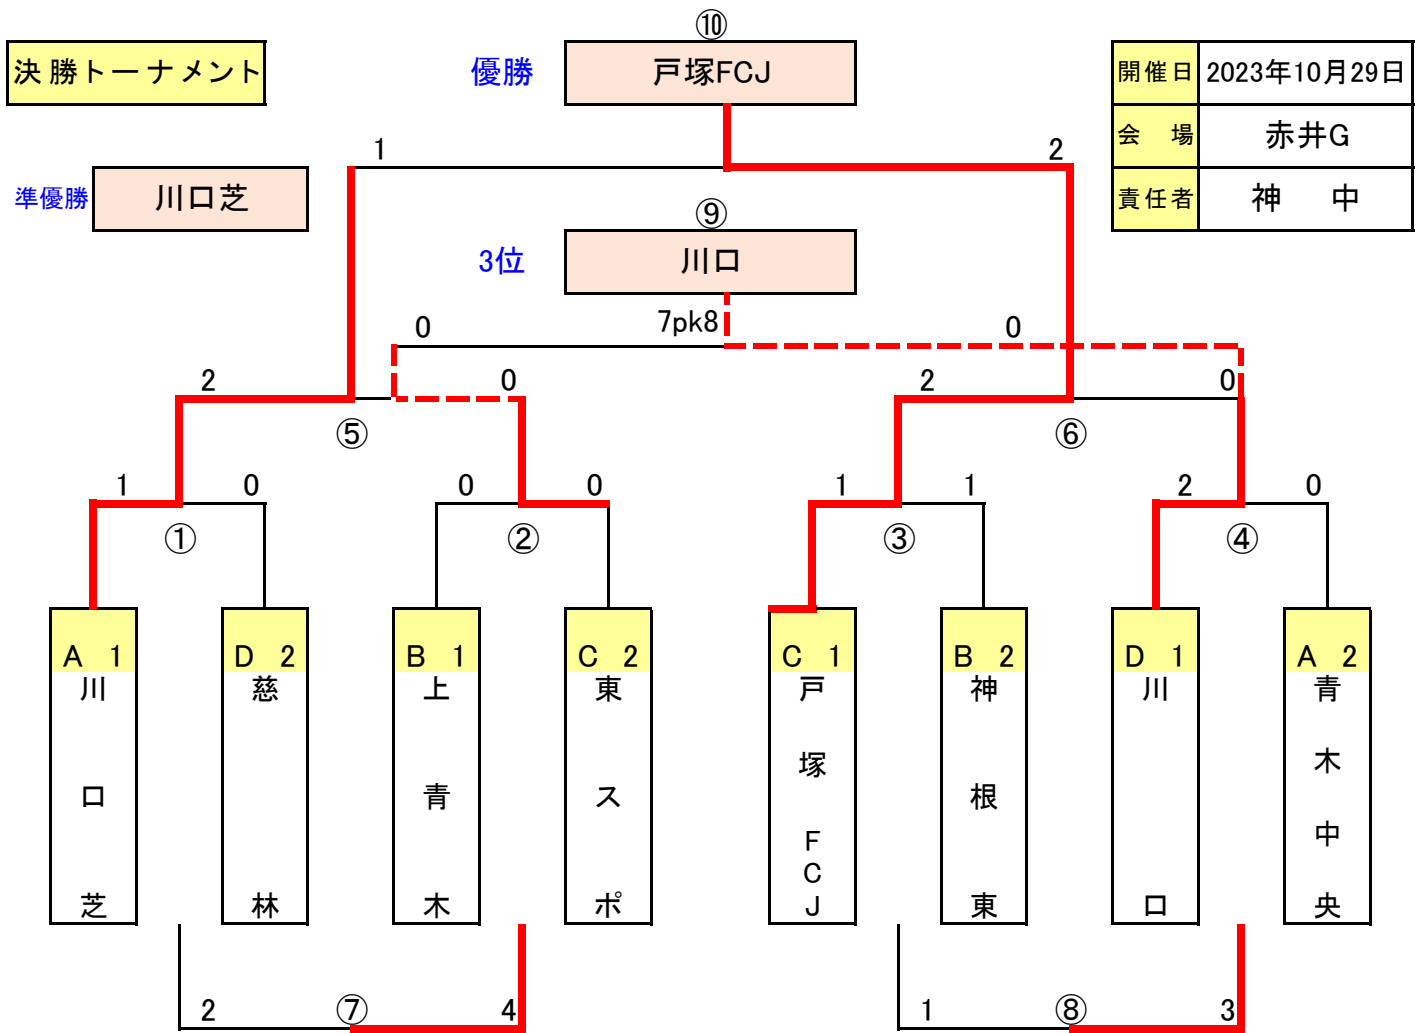 ⑩
決勝トーナメント
優勝
戸塚FCJ
開催日 2023年10月29日
会 場 赤井G
責任者 神 中
1 2
準優勝 川口芝
⑨
3位
川口
0 7pk8 0
2 0 2 0
⑤ ⑥
1 0 0 0 1 1 2 0
① ② ③ ④
A 1
川口芝
D 2
慈林
B 1
上青木
C 2
東スポ
C 1
戸塚FCJ
B 2
神根東
D 1
川口
A 2
青木中央
2 ⑦ 4 1 ⑧ 3